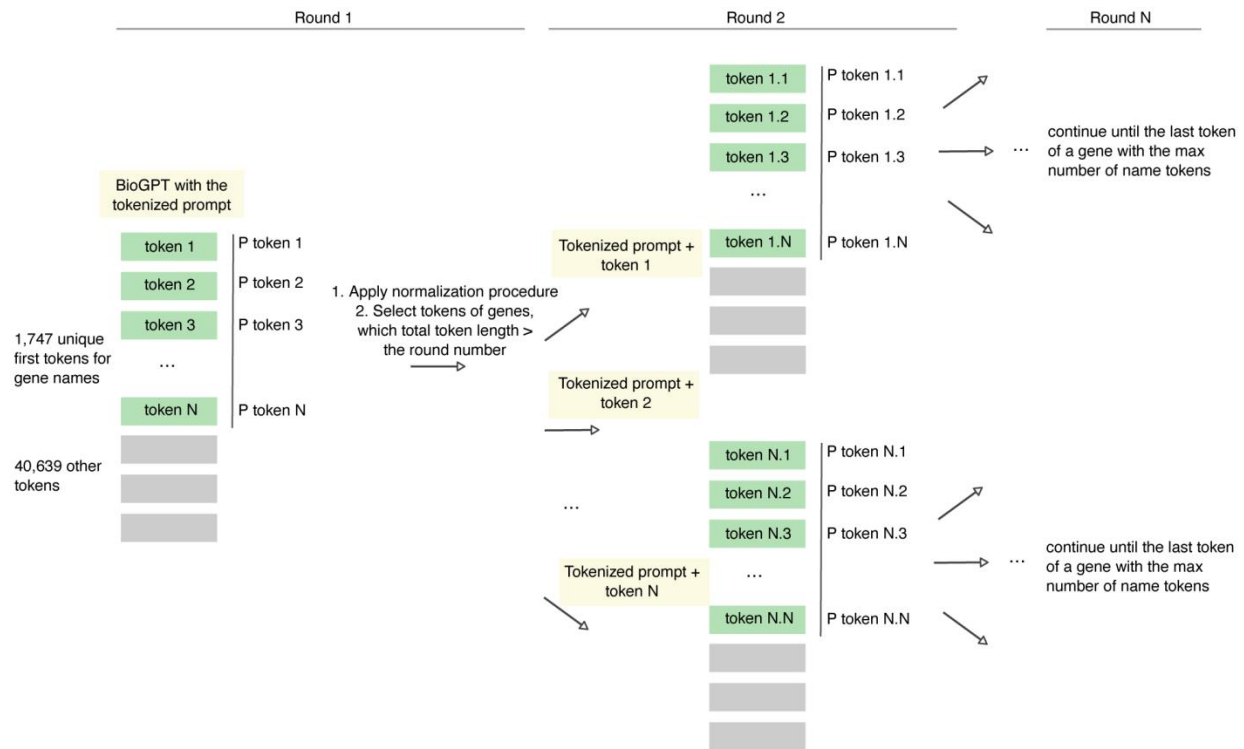 Round 1
Round 2
Round N
BioGPT with the
tokenized prompt
token 1
P token 1
token 2
P token 2
token 3
P token 3
...
token N
P token N
1,747 unique
first tokens for
gene names
40,639 other
tokens
1. Apply normalization procedure
2. Select tokens of genes,
which total token length >
the round number
Tokenized prompt +
token 1
Tokenized prompt +
token 2
...
Tokenized prompt +
token N
token 1.1
P token 1.1
token 1.2
P token 1.2
token 1.3
P token 1.3
...
token 1.N
P token 1.N
token N.1
P token N.1
token N.2
P token N.2
token N.3
P token N.3
...
token N.N
P token N.N
...
continue until the last token
of a gene with the max
number of name tokens
...
continue until the last token
of a gene with the max
number of name tokens